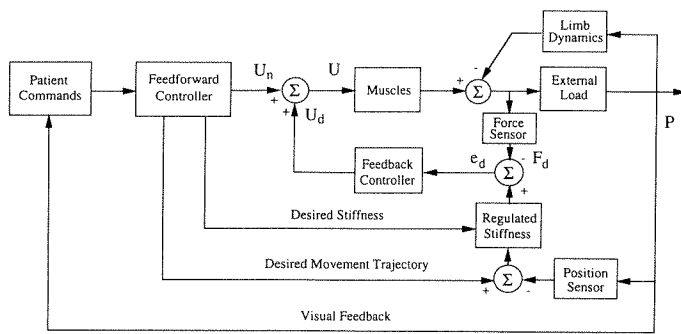 Limb
Dynamics
Patient
Commands
Feedforward
Controller
Un
+
+
Σ
Ud
U
Muscles
+
-
Σ
External
Load
P
Force
Sensor
Feedback
Controller
ed
-
Fd
Σ
+
Desired Stiffness
Regulated
Stiffness
Desired Movement Trajectory
+
Σ
-
Position
Sensor
Visual Feedback